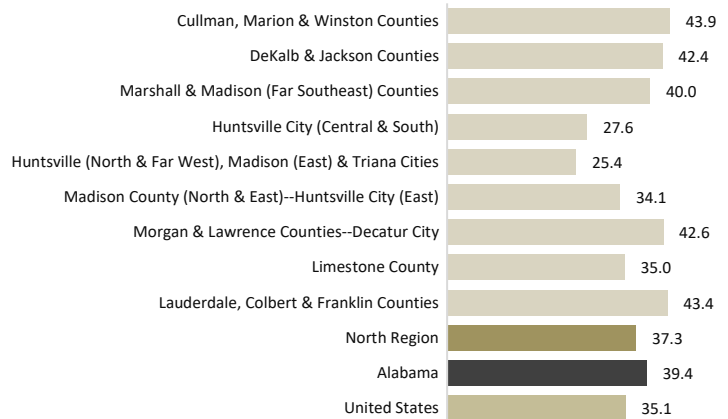 Cullman, Marion & Winston Counties 43.9
DeKalb & Jackson Counties 42.4
Marshall & Madison (Far Southeast) Counties 40.0
Huntsville City (Central & South) 27.6
Huntsville (North & Far West), Madison (East) & Triana Cities 25.4
Madison County (North & East)--Huntsville City (East) 34.1
Morgan & Lawrence Counties--Decatur City 42.6
Limestone County 35.0
Lauderdale, Colbert & Franklin Counties 43.4
North Region 37.3
Alabama 39.4
United States 35.1